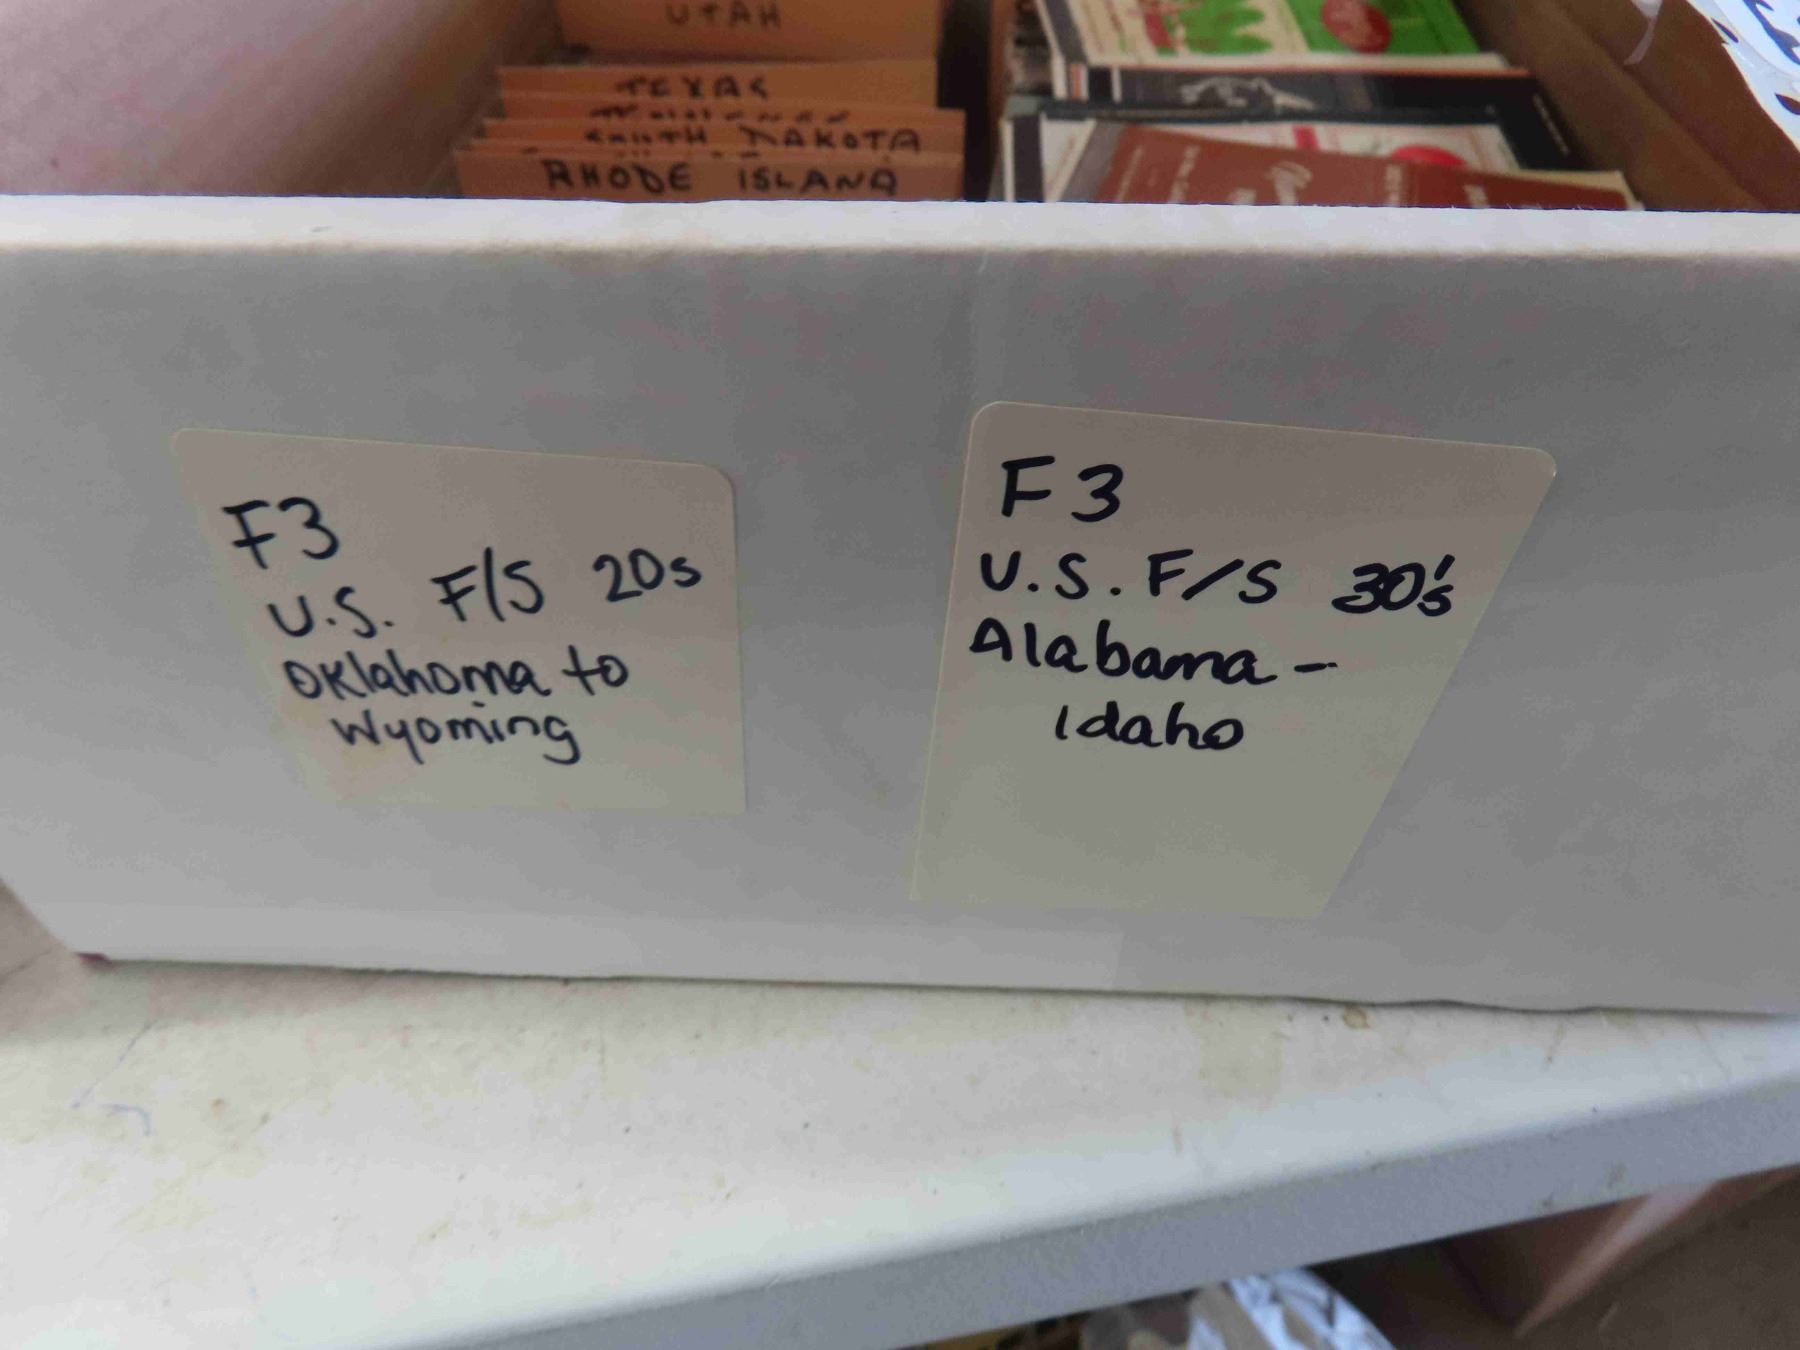 UTAH
TEXAS
SOUTH DAKOTA
RHODE ISLAND
F3
U.S. F/S 20s
Oklahoma to
Wyoming
F3
U.S. F/S 30's
Alabama -
Idaho